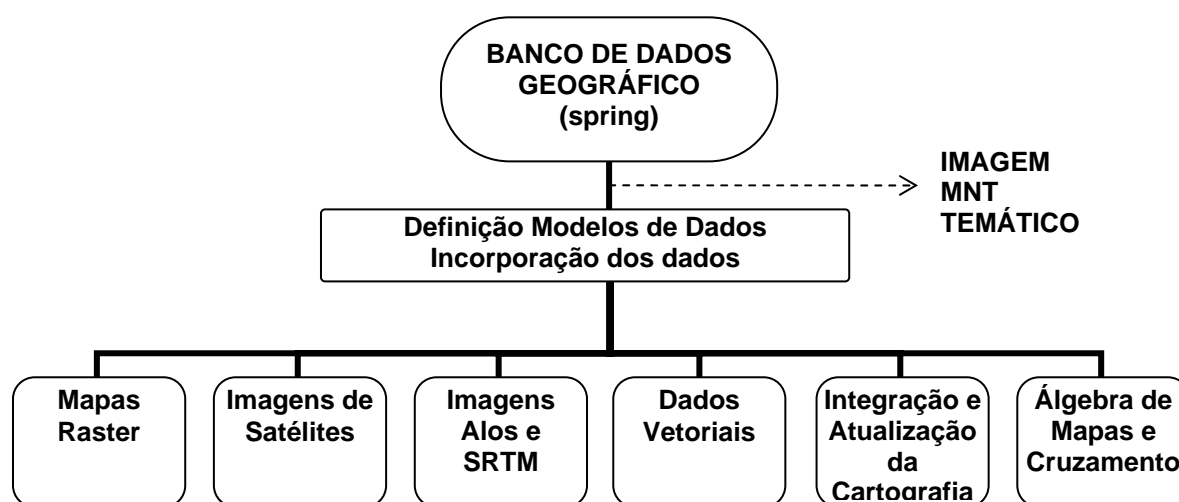 BANCO DE DADOS
GEOGRÁFICO
(spring)
IMAGEM
MNT
TEMÁTICO
Definição Modelos de Dados
Incorporação dos dados
Mapas
Raster
Imagens de
Satélites
Imagens
Alos e
SRTM
Dados
Vetoriais
Integração e
Atualização
da
Cartografia
Álgebra de
Mapas e
Cruzamento